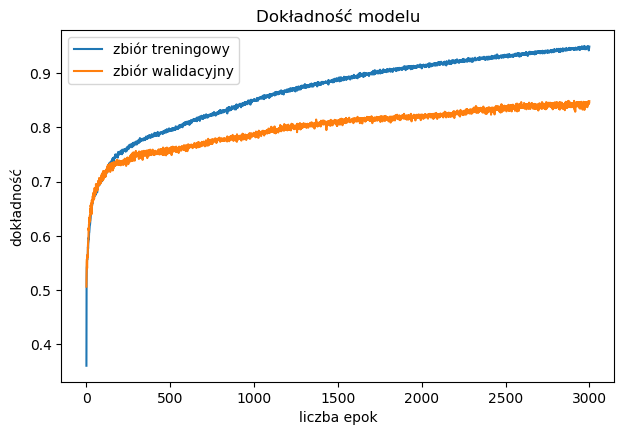 Dokładność modelu
zbiór treningowy
zbiór walidacyjny
dokładność
0.9
0.8
0.7
0.6
0.5
0.4
0 500 1000 1500 2000 2500 3000
liczba epok